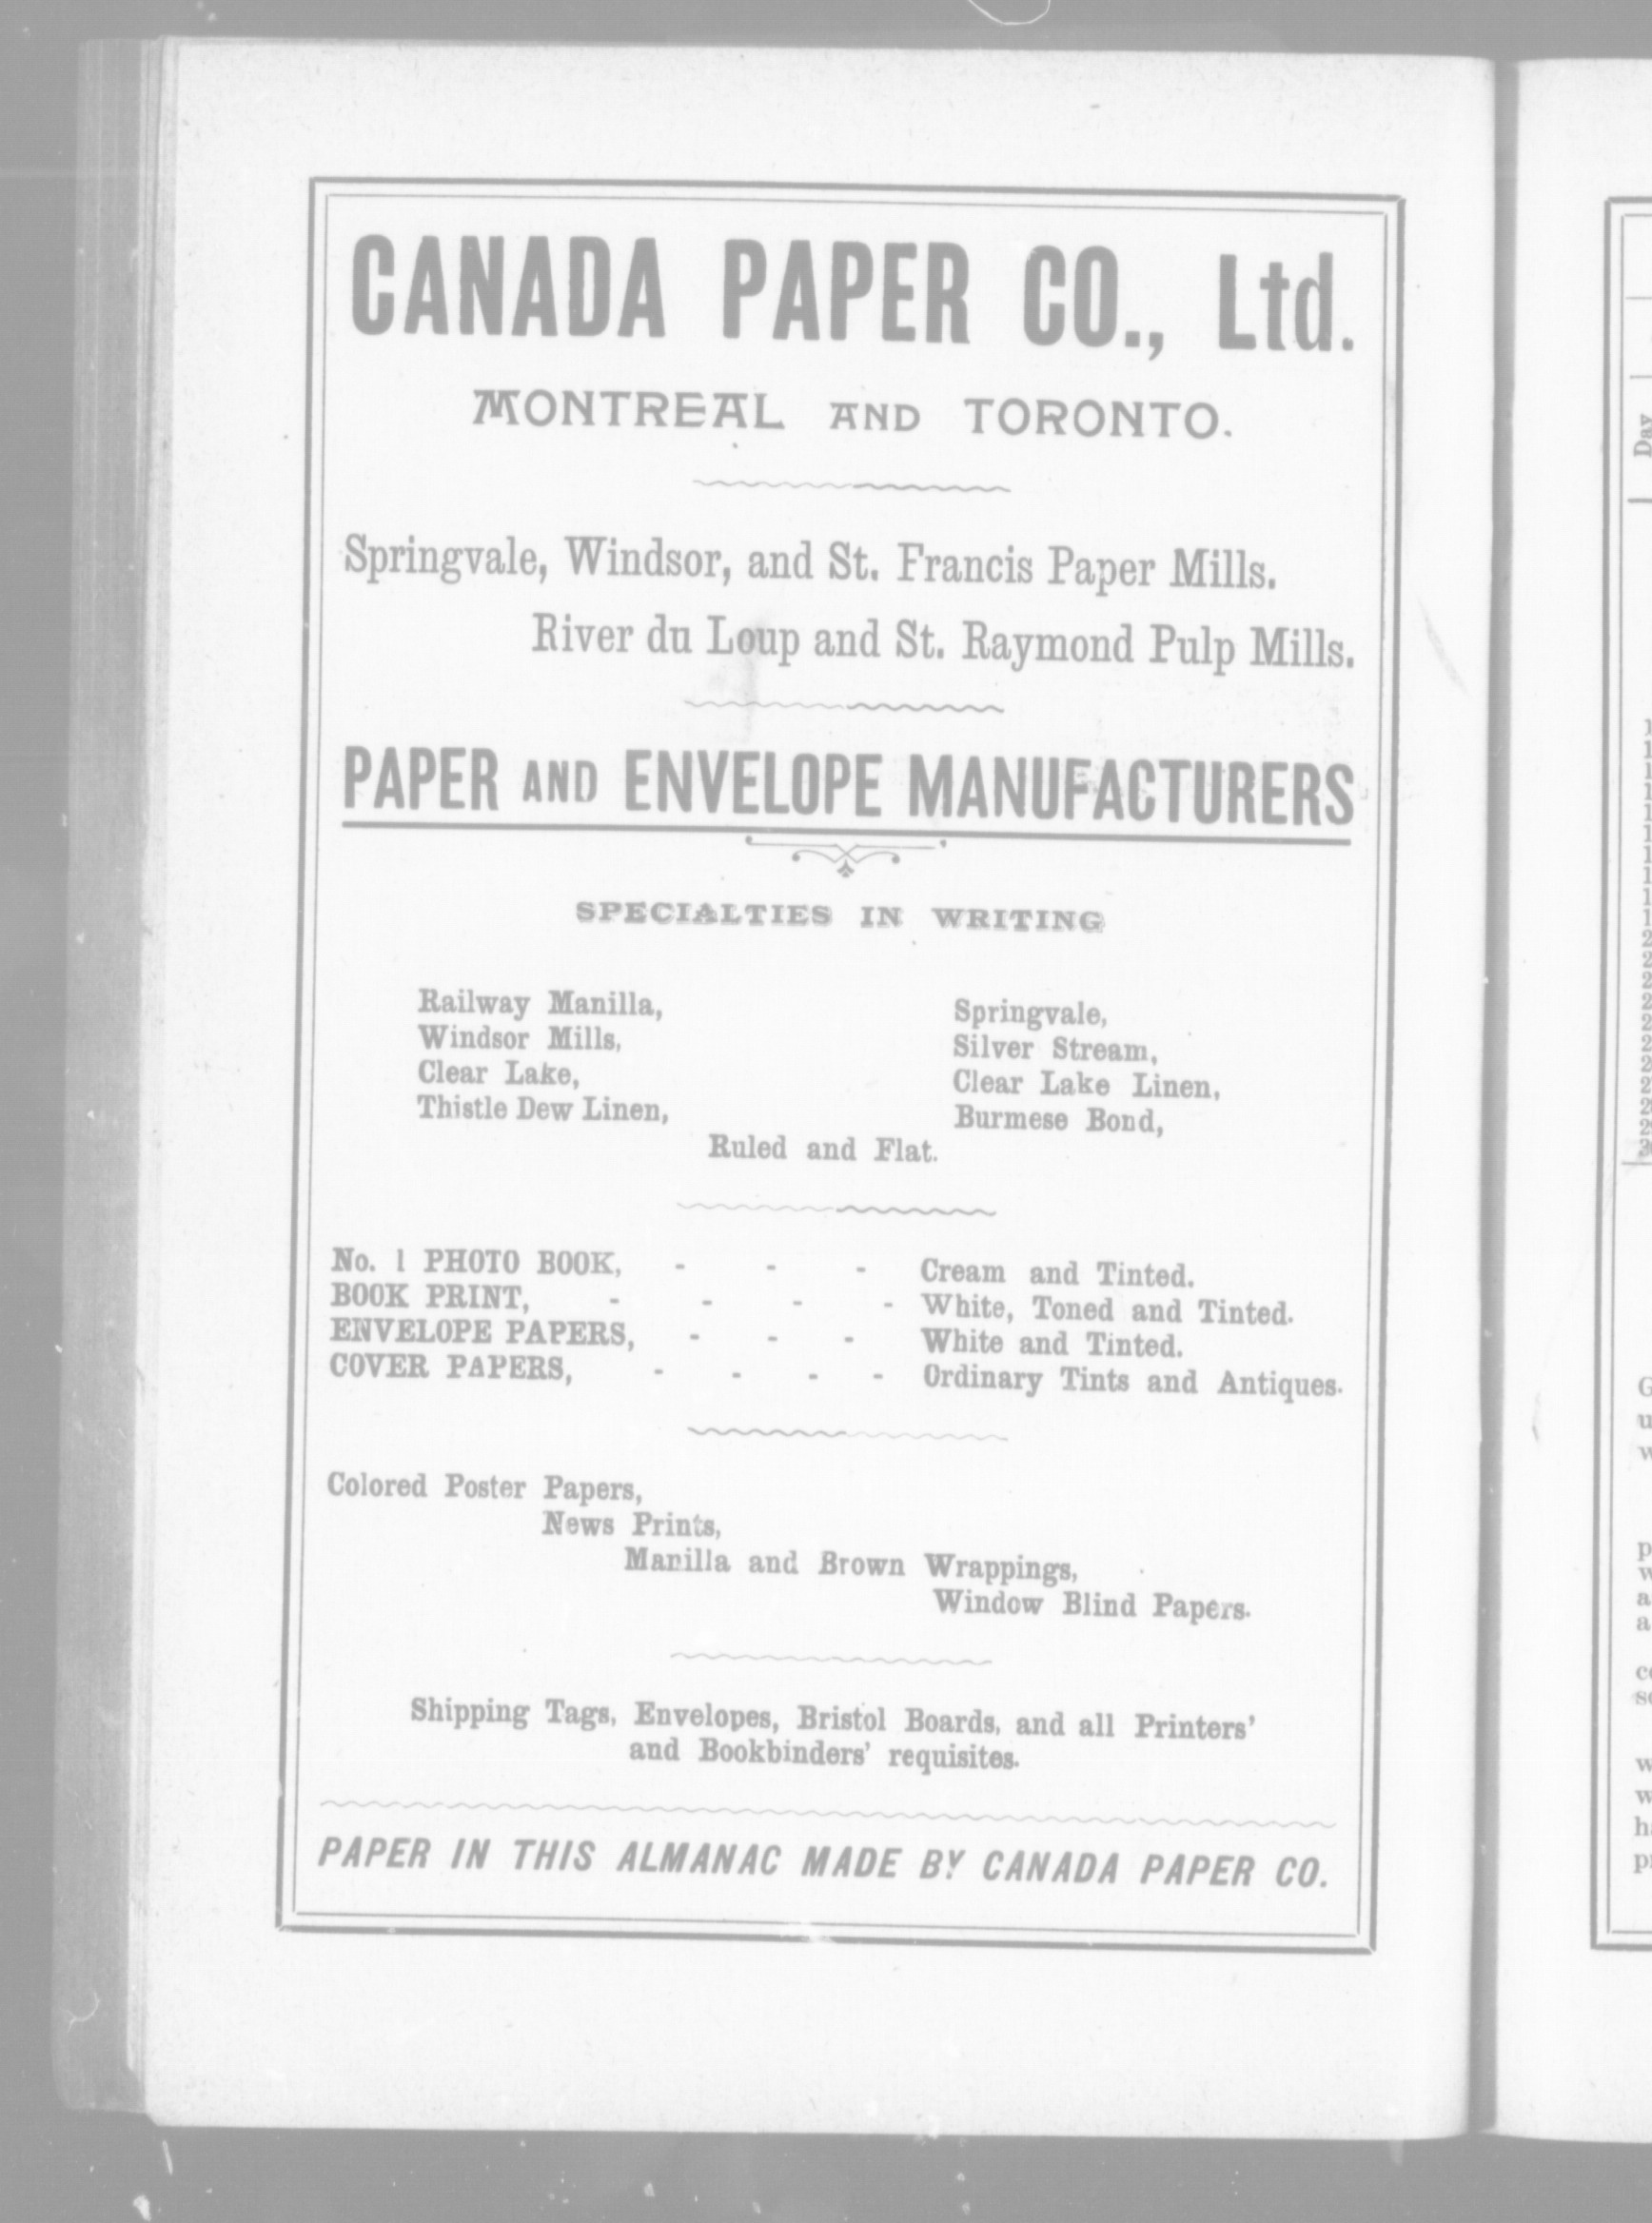 CANADA PAPER CO., Ltd.
MONTREAL AND TORONTO.
Springvale, Windsor, and St. Francis Paper Mills.
River du Loup and St. Raymond Pulp Mills.
PAPER AND ENVELOPE MANUFACTURERS
SPECIALTIES IN WRITING
Railway Manilla,
Windsor Mills,
Clear Lake,
Thistle Dew Linen,
Springvale,
Silver Stream,
Clear Lake Linen,
Burmese Bond,
Ruled and Flat.
No. 1 PHOTO BOOK, - - - Cream and Tinted.
BOOK PRINT, - - - - White, Toned and Tinted.
ENVELOPE PAPERS, - - - White and Tinted.
COVER PAPERS, - - - - Ordinary Tints and Antiques.
Colored Poster Papers,
News Prints,
Manilla and Brown Wrappings,
Window Blind Papers.
Shipping Tags, Envelopes, Bristol Boards, and all Printers'
and Bookbinders' requisites.
PAPER IN THIS ALMANAC MADE BY CANADA PAPER CO.
Day